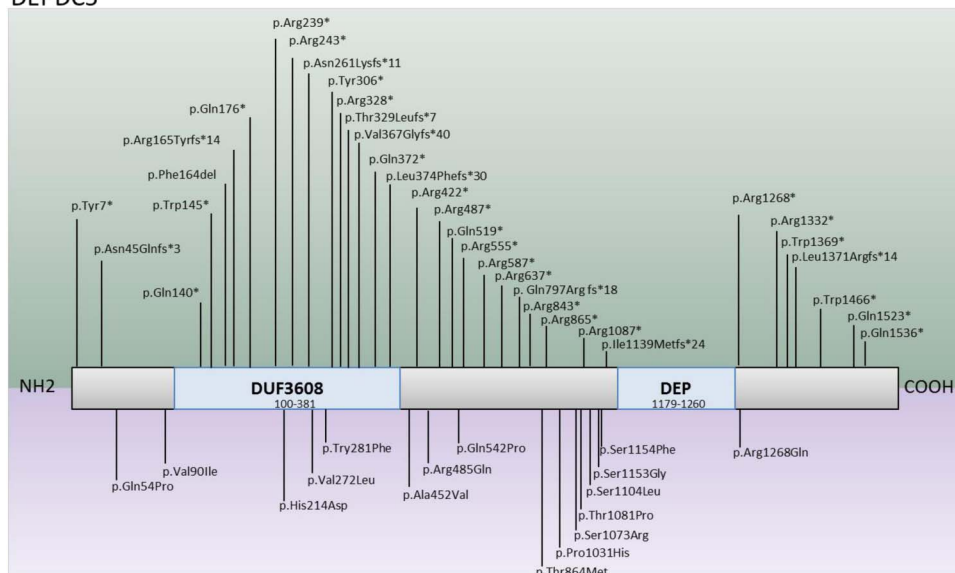 DEPDC5
p.Arg239*
p.Arg243*
p.Asn261Lysfs*11
p.Tyr306*
p.Arg328*
p.Thr329Leufs*7
p.Val367Glyfs*40
p.Gln372*
p.Leu374Phefs*30
p.Arg422*
p.Arg487*
p.Gln519*
p.Arg555*
p.Arg587*
p.Arg637*
p. Gln797Arg fs*18
p.Arg843*
p.Arg865*
p.Arg1087*
p.Ile1139Metfs*24
p.Gln176*
p.Arg165Tyrfs*14
p.Phe164del
p.Trp145*
p.Tyr7*
p.Asn45Glnfs*3
p.Gln140*
p.Arg1268*
p.Arg1332*
p.Trp1369*
p.Leu1371Argfs*14
p.Trp1466*
p.Gln1523*
p.Gln1536*
NH2
DUF3608
100-381
DEP
1179-1260
COOH
p.Gln54Pro
p.Val90Ile
p.His214Asp
p.Val272Leu
p.Try281Phe
p.Ala452Val
p.Arg485Gln
p.Gln542Pro
p.Ser1154Phe
p.Ser1153Gly
p.Ser1104Leu
p.Thr1081Pro
p.Ser1073Arg
p.Pro1031His
p.Thr864Met
p.Arg1268Gln